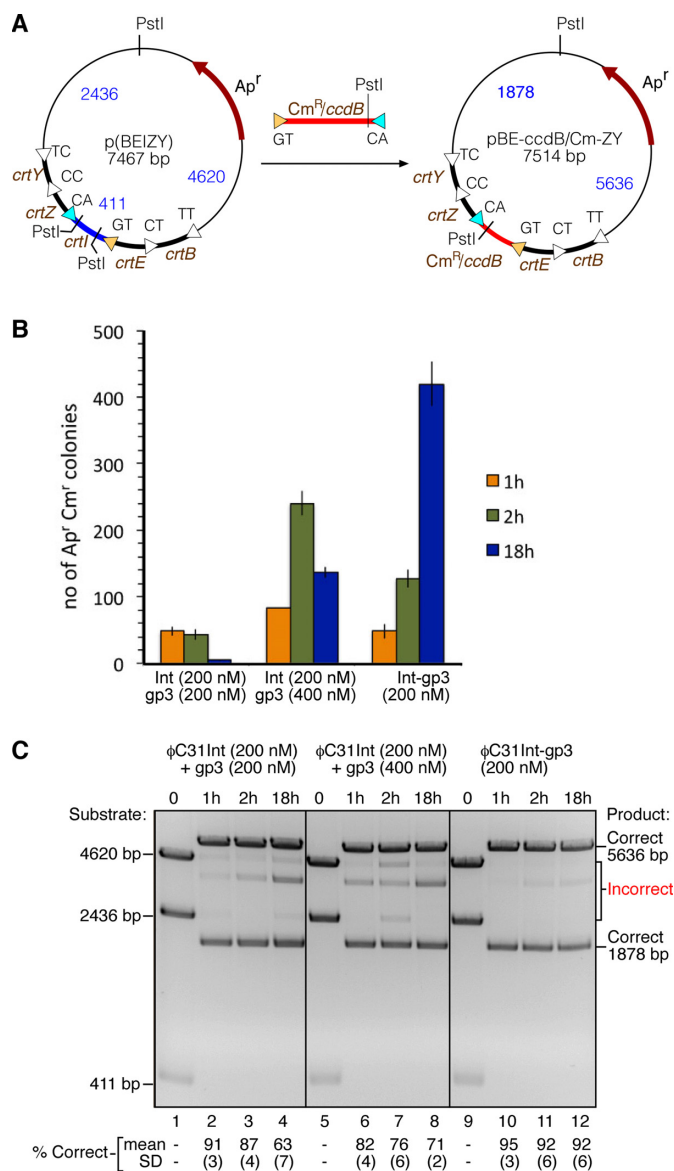 A
PstI
2436
Ap^r
p(BEIZY)
7467 bp
4620
TC
crtY
CC
crtZ
CA
411
PstI
crtI
GT
CT
TT
PstI
crtE
crtB
PstI
Cm^R/ccdB
GT
CA
PstI
1878
Ap^r
pBE-ccdB/Cm-ZY
7514 bp
5636
TC
crtY
CC
crtZ
CA
PstI
GT
CT
TT
Cm^R/ccdB
crtE
crtB
B
no of Ap^r Cm^r colonies
500
400
300
200
100
0
1h
2h
18h
Int (200 nM)
gp3 (200 nM)
Int (200 nM)
gp3 (400 nM)
Int-gp3
(200 nM)
C
ϕC31Int (200 nM)
+ gp3 (200 nM)
ϕC31Int (200 nM)
+ gp3 (400 nM)
ϕC31Int-gp3
(200 nM)
Substrate:
0 1h 2h 18h 0 1h 2h 18h 0 1h 2h 18h
Product:
4620 bp
2436 bp
411 bp
Correct
5636 bp
Incorrect
Correct
1878 bp
1 2 3 4 5 6 7 8 9 10 11 12
% Correct
mean - 91 87 63 - 82 76 71 - 95 92 92
SD - (3) (4) (7) - (4) (6) (2) - (3) (6) (6)